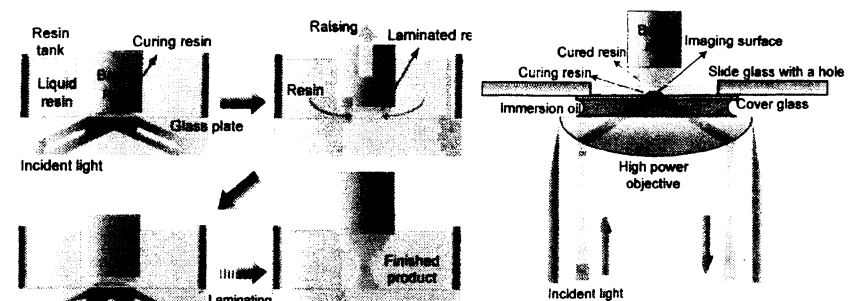 Resin
tank
Curing resin
Liquid
resin
Glass plate
Incident light
Raising
Laminated
Resin
Laminating
Finished
product
Cured resin
Imaging surface
Curing resin
Slide glass with a hole
Immersion oil
Cover glass
High power
objective
Incident light